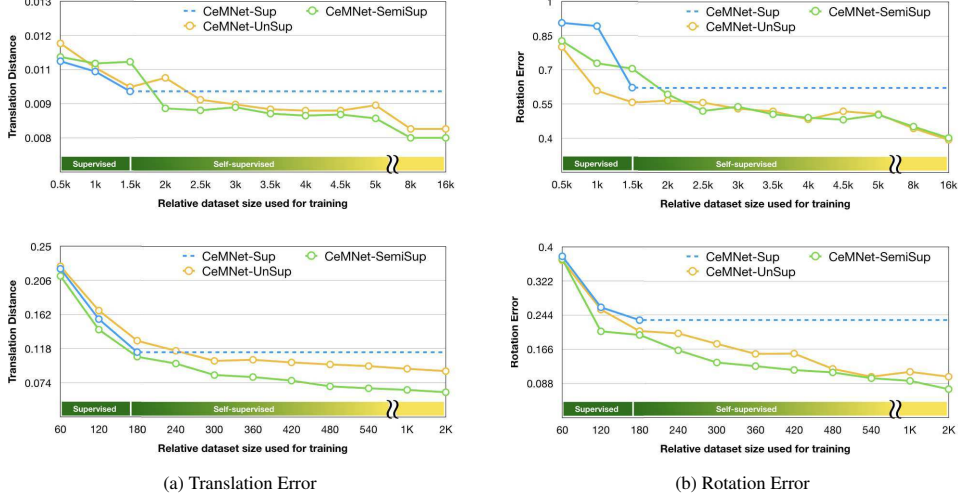 0.013
0.012
0.011
0.009
0.008
Translation Distance
CeMNet-Sup
CeMNet-SemiSup
CeMNet-UnSup
Supervised
Self-supervised
0.5k 1k 1.5k 2k 2.5k 3k 3.5k 4k 4.5k 5k 8k 16k
Relative dataset size used for training
1
0.85
0.7
0.55
0.4
Rotation Error
CeMNet-Sup
CeMNet-SemiSup
CeMNet-UnSup
Supervised
Self-supervised
0.5k 1k 1.5k 2k 2.5k 3k 3.5k 4k 4.5k 5k 8k 16k
Relative dataset size used for training
0.25
0.206
0.162
0.118
0.074
Translation Distance
CeMNet-Sup
CeMNet-SemiSup
CeMNet-UnSup
Supervised
Self-supervised
60 120 180 240 300 360 420 480 540 1K 2K
Relative dataset size used for training
(a) Translation Error
0.4
0.322
0.244
0.166
0.088
Rotation Error
CeMNet-Sup
CeMNet-SemiSup
CeMNet-UnSup
Supervised
Self-supervised
60 120 180 240 300 360 420 480 540 1K 2K
Relative dataset size used for training
(b) Rotation Error